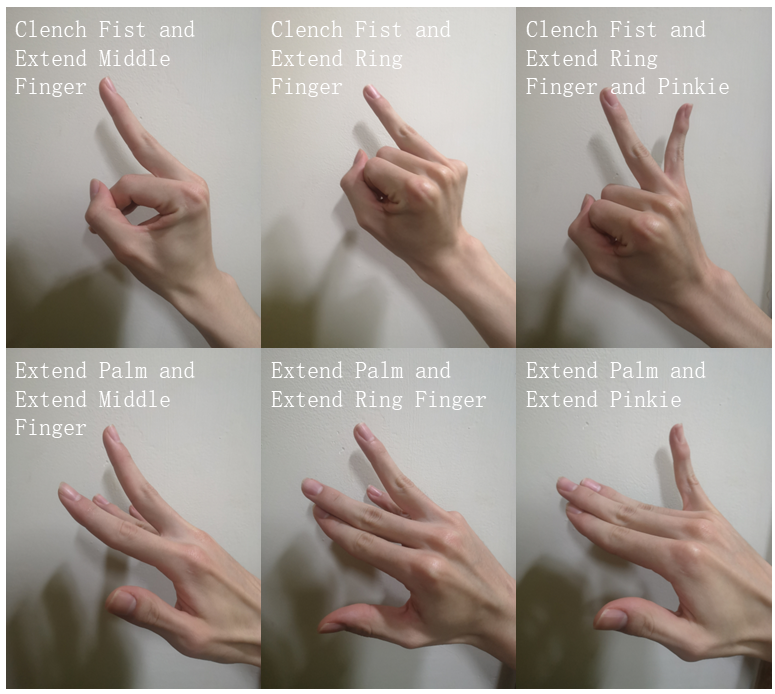 Clench Fist and
Extend Middle
Finger
Clench Fist and
Extend Ring
Finger
Clench Fist and
Extend Ring
Finger and Pinkie
Extend Palm and
Extend Middle
Finger
Extend Palm and
Extend Ring Finger
Extend Palm and
Extend Pinkie